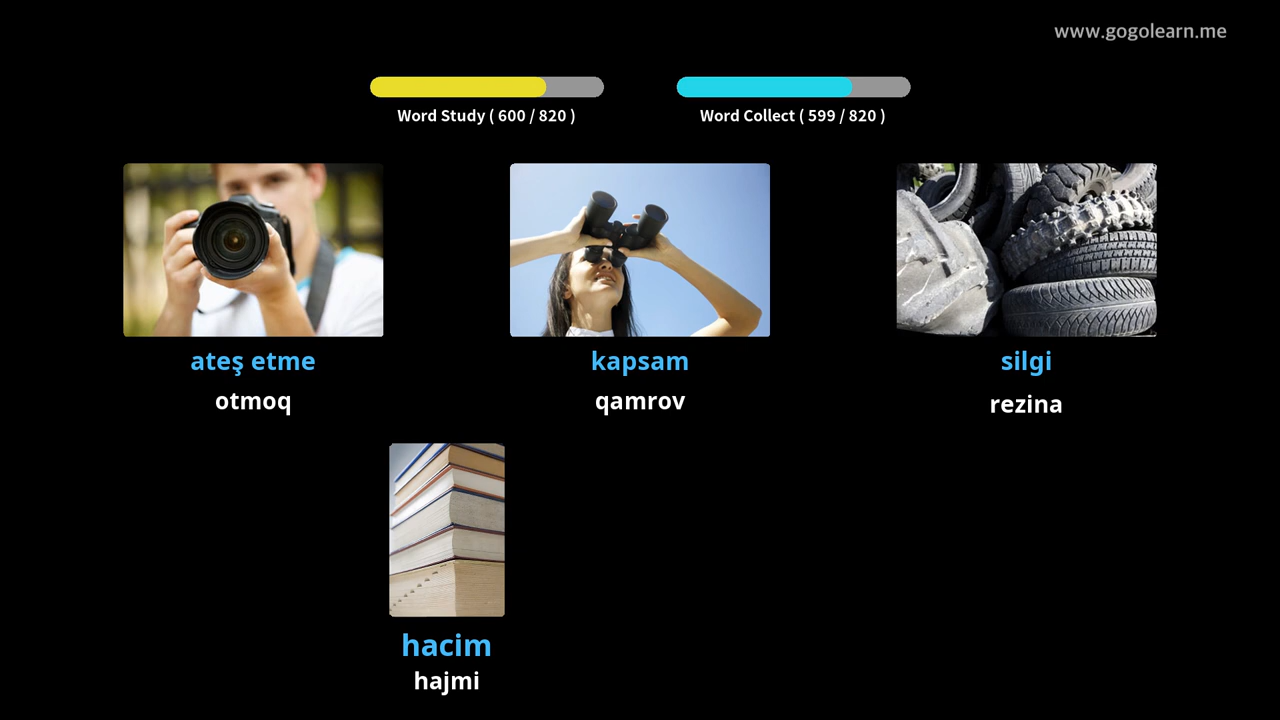 www.gogolearn.me
Word Study ( 600 / 820 )
Word Collect ( 599 / 820 )
ateş etme
otmoq
kapsam
qamrov
silgi
rezina
hacim
hajmi